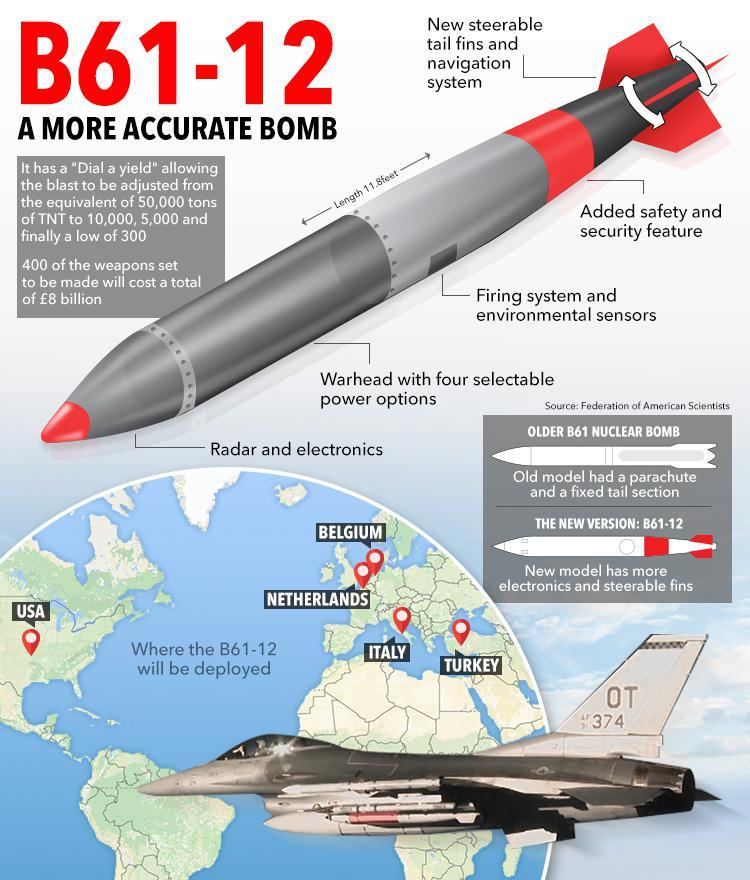 B61-12
A MORE ACCURATE BOMB
It has a "Dial a yield" allowing
the blast to be adjusted from
the equivalent of 50,000 tons
of TNT to 10,000, 5,000 and
finally a low of 300
400 of the weapons set
to be made will cost a total
of £8 billion
New steerable
tail fins and
navigation
system
Length 11.8feet
Added safety and
security feature
Firing system and
environmental sensors
Warhead with four selectable
power options
Radar and electronics
Source: Federation of American Scientists
OLDER B61 NUCLEAR BOMB
Old model had a parachute
and a fixed tail section
THE NEW VERSION: B61-12
New model has more
electronics and steerable fins
BELGIUM
NETHERLANDS
USA
ITALY
TURKEY
Where the B61-12
will be deployed
OT
AF
91 374